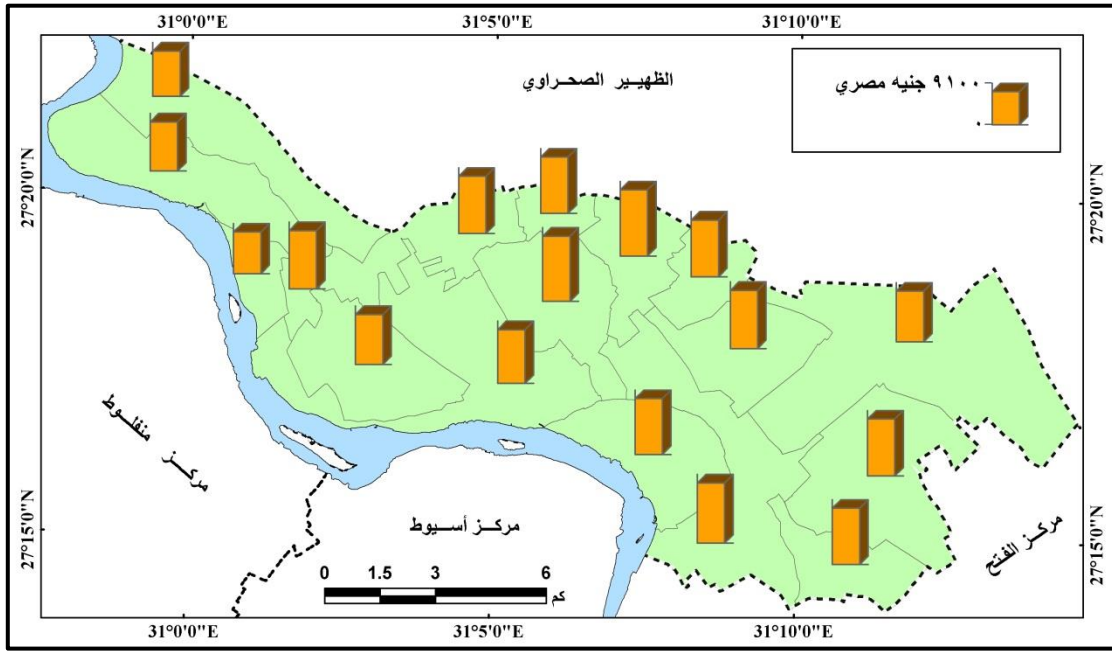 31°0'0"E 31°5'0"E 31°10'0"E
٩١٠٠ جنيه مصري
٠
الظهيـر الصحـراوي
27°20'0"N 27°20'0"N
مركـز منفلـوط
مركـز أسـيوط
مركـز الفتـح
27°15'0"N 27°15'0"N
0 1.5 3 6
كم
31°0'0"E 31°5'0"E 31°10'0"E